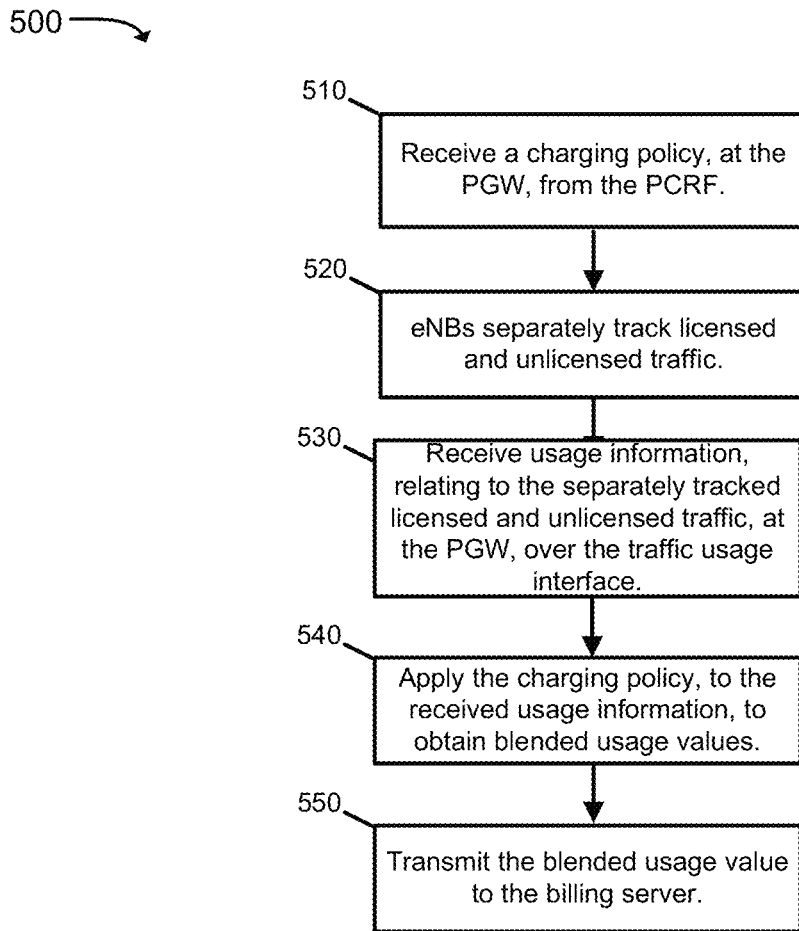 500
510
Receive a charging policy, at the
PGW, from the PCRF.
520
eNBs separately track licensed
and unlicensed traffic.
530
Receive usage information,
relating to the separately tracked
licensed and unlicensed traffic, at
the PGW, over the traffic usage
interface.
540
Apply the charging policy, to the
received usage information, to
obtain blended usage values.
550
Transmit the blended usage value
to the billing server.